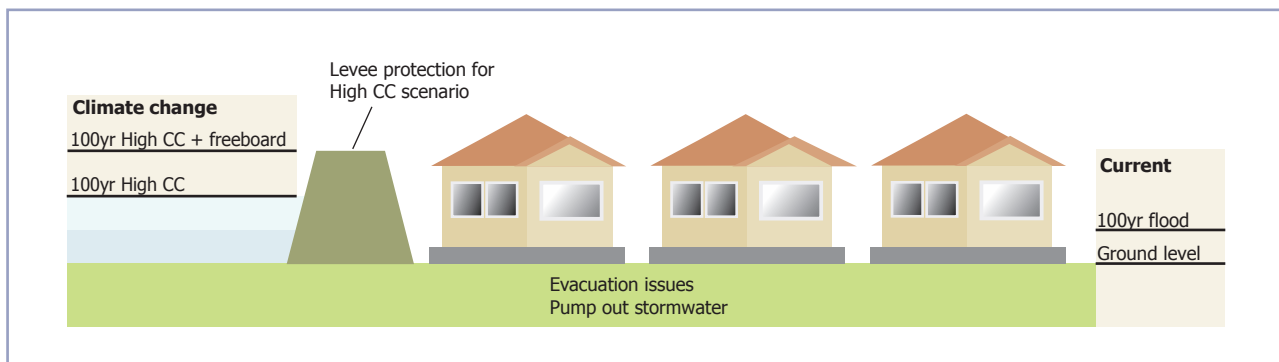 Levee protection for
High CC scenario
Climate change
100yr High CC + freeboard
100yr High CC
Current
100yr flood
Ground level
Evacuation issues
Pump out stormwater